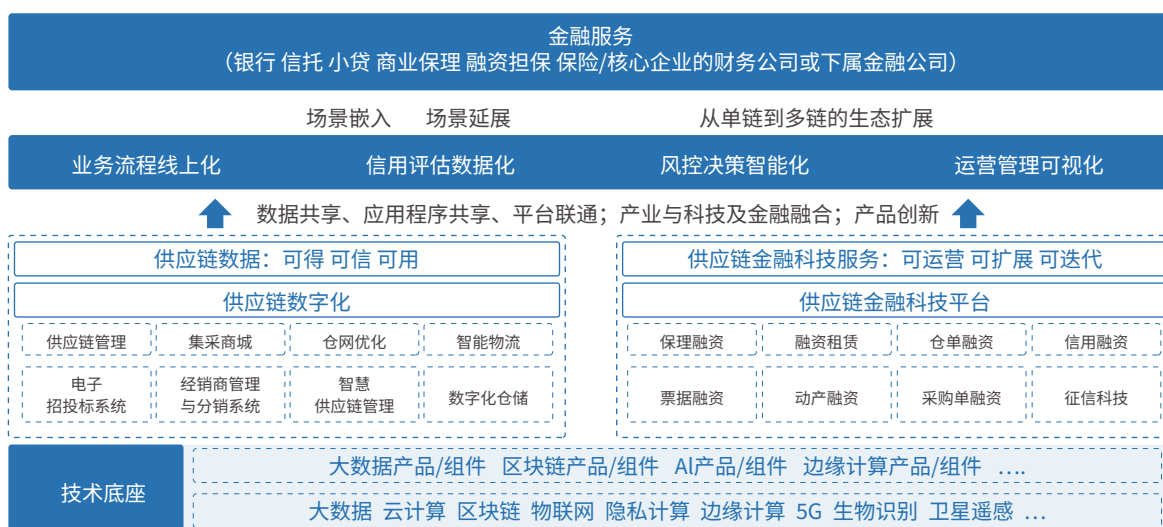 金融服务
（银行 信托 小贷 商业保理 融资担保 保险/核心企业的财务公司或下属金融公司）
场景嵌入 场景延展 从单链到多链的生态扩展
业务流程线上化 信用评估数据化 风控决策智能化 运营管理可视化
数据共享、应用程序共享、平台联通；产业与科技及金融融合；产品创新
供应链数据：可得 可信 可用
供应链数字化
供应链管理 集采商城 仓网优化 智能物流
电子
招投标系统
经销商管理
与分销系统
智慧
供应链管理
数字化仓储
供应链金融科技服务：可运营 可扩展 可迭代
供应链金融科技平台
保理融资 融资租赁 仓单融资 信用融资
票据融资 动产融资 采购单融资 征信科技
技术底座
大数据产品/组件 区块链产品/组件 AI产品/组件 边缘计算产品/组件 ....
大数据 云计算 区块链 物联网 隐私计算 边缘计算 5G 生物识别 卫星遥感 ...